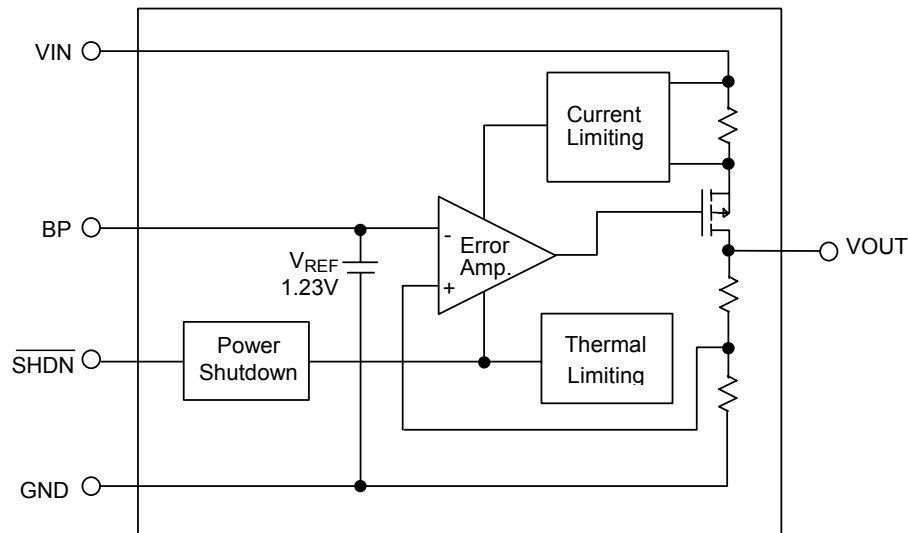 VIN
Current
Limiting
BP
-
Error
Amp.
+
VOUT
VREF
1.23V
SHDN
Power
Shutdown
Thermal
Limiting
GND